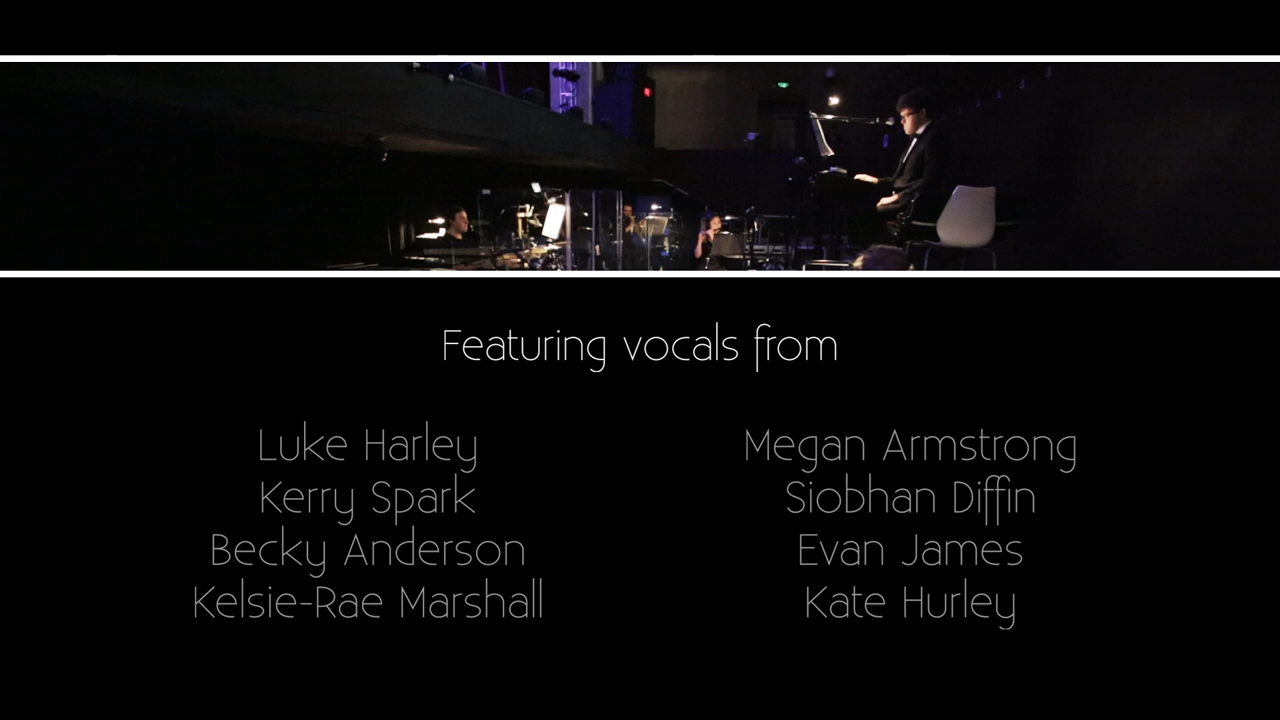 Featuring vocals from
Luke Harley
Kerry Spark
Becky Anderson
Kelsie-Rae Marshall
Megan Armstrong
Siobhan Diffin
Evan James
Kate Hurley